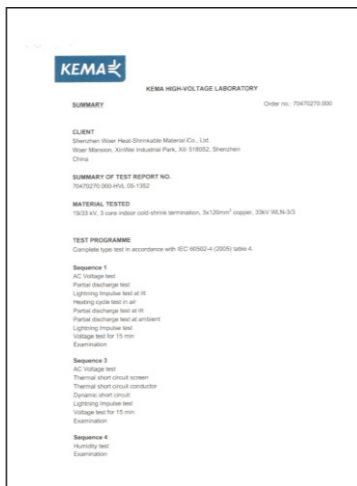 KEMA
KEMA HIGH-VOLTAGE LABORATORY
SUMMARY
Order no.: 70470270.000
CLIENT
Shenzhen Woer Heat-Shrinkable Material Co., Ltd.
Woer Mansion, XinWei Industrial Park, Xili 518052, Shenzhen
China
SUMMARY OF TEST REPORT NO.
70470270.000-HVL 05-1352
MATERIAL TESTED
19/33 kV, 3 core indoor cold-shrink termination, 3x120mm² copper, 33kV WLN-3/3
TEST PROGRAMME
Complete type test in accordance with IEC 60502-4 (2005) table 4.
Sequence 1
AC Voltage test
Partial discharge test
Lightning Impulse test at tit
Heating cycle test in air
Partial discharge test at tit
Partial discharge test at ambient
Lightning Impulse test
Voltage test for 15 min
Examination
Sequence 3
AC Voltage test
Thermal short circuit screen
Thermal short circuit conductor
Dynamic short circuit
Lightning Impulse test
Voltage test for 15 min
Examination
Sequence 4
Humidity test
Examination